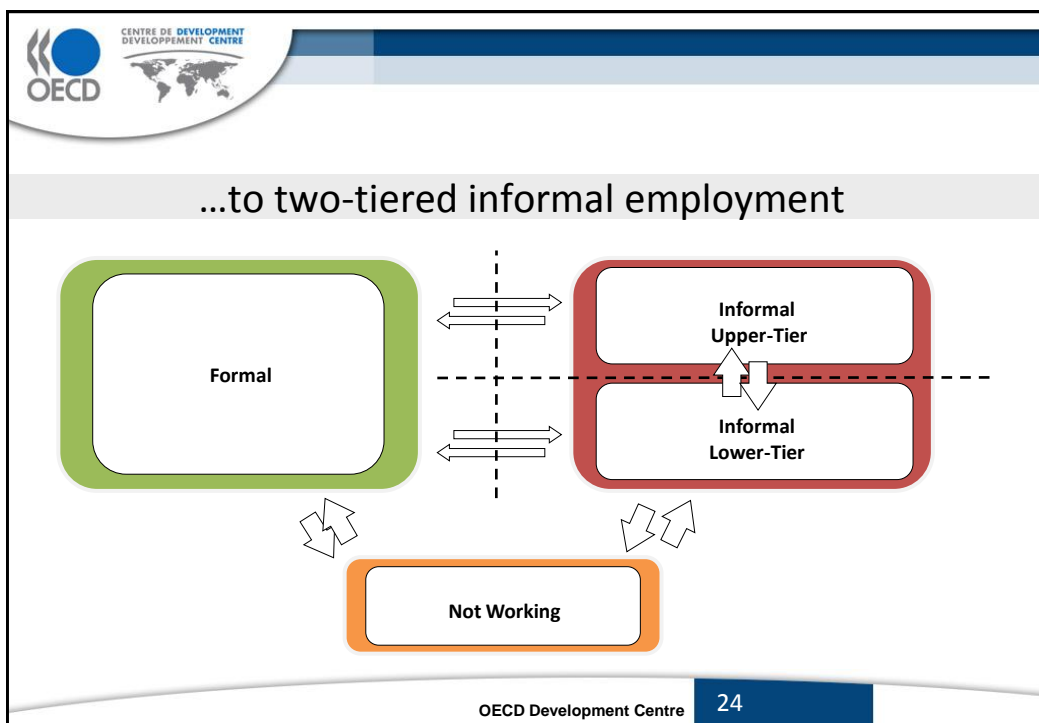 CENTRE DE DEVELOPMENT
DEVELOPPEMENT CENTRE
OECD
...to two-tiered informal employment
Formal
Informal
Upper-Tier
Informal
Lower-Tier
Not Working
OECD Development Centre
24